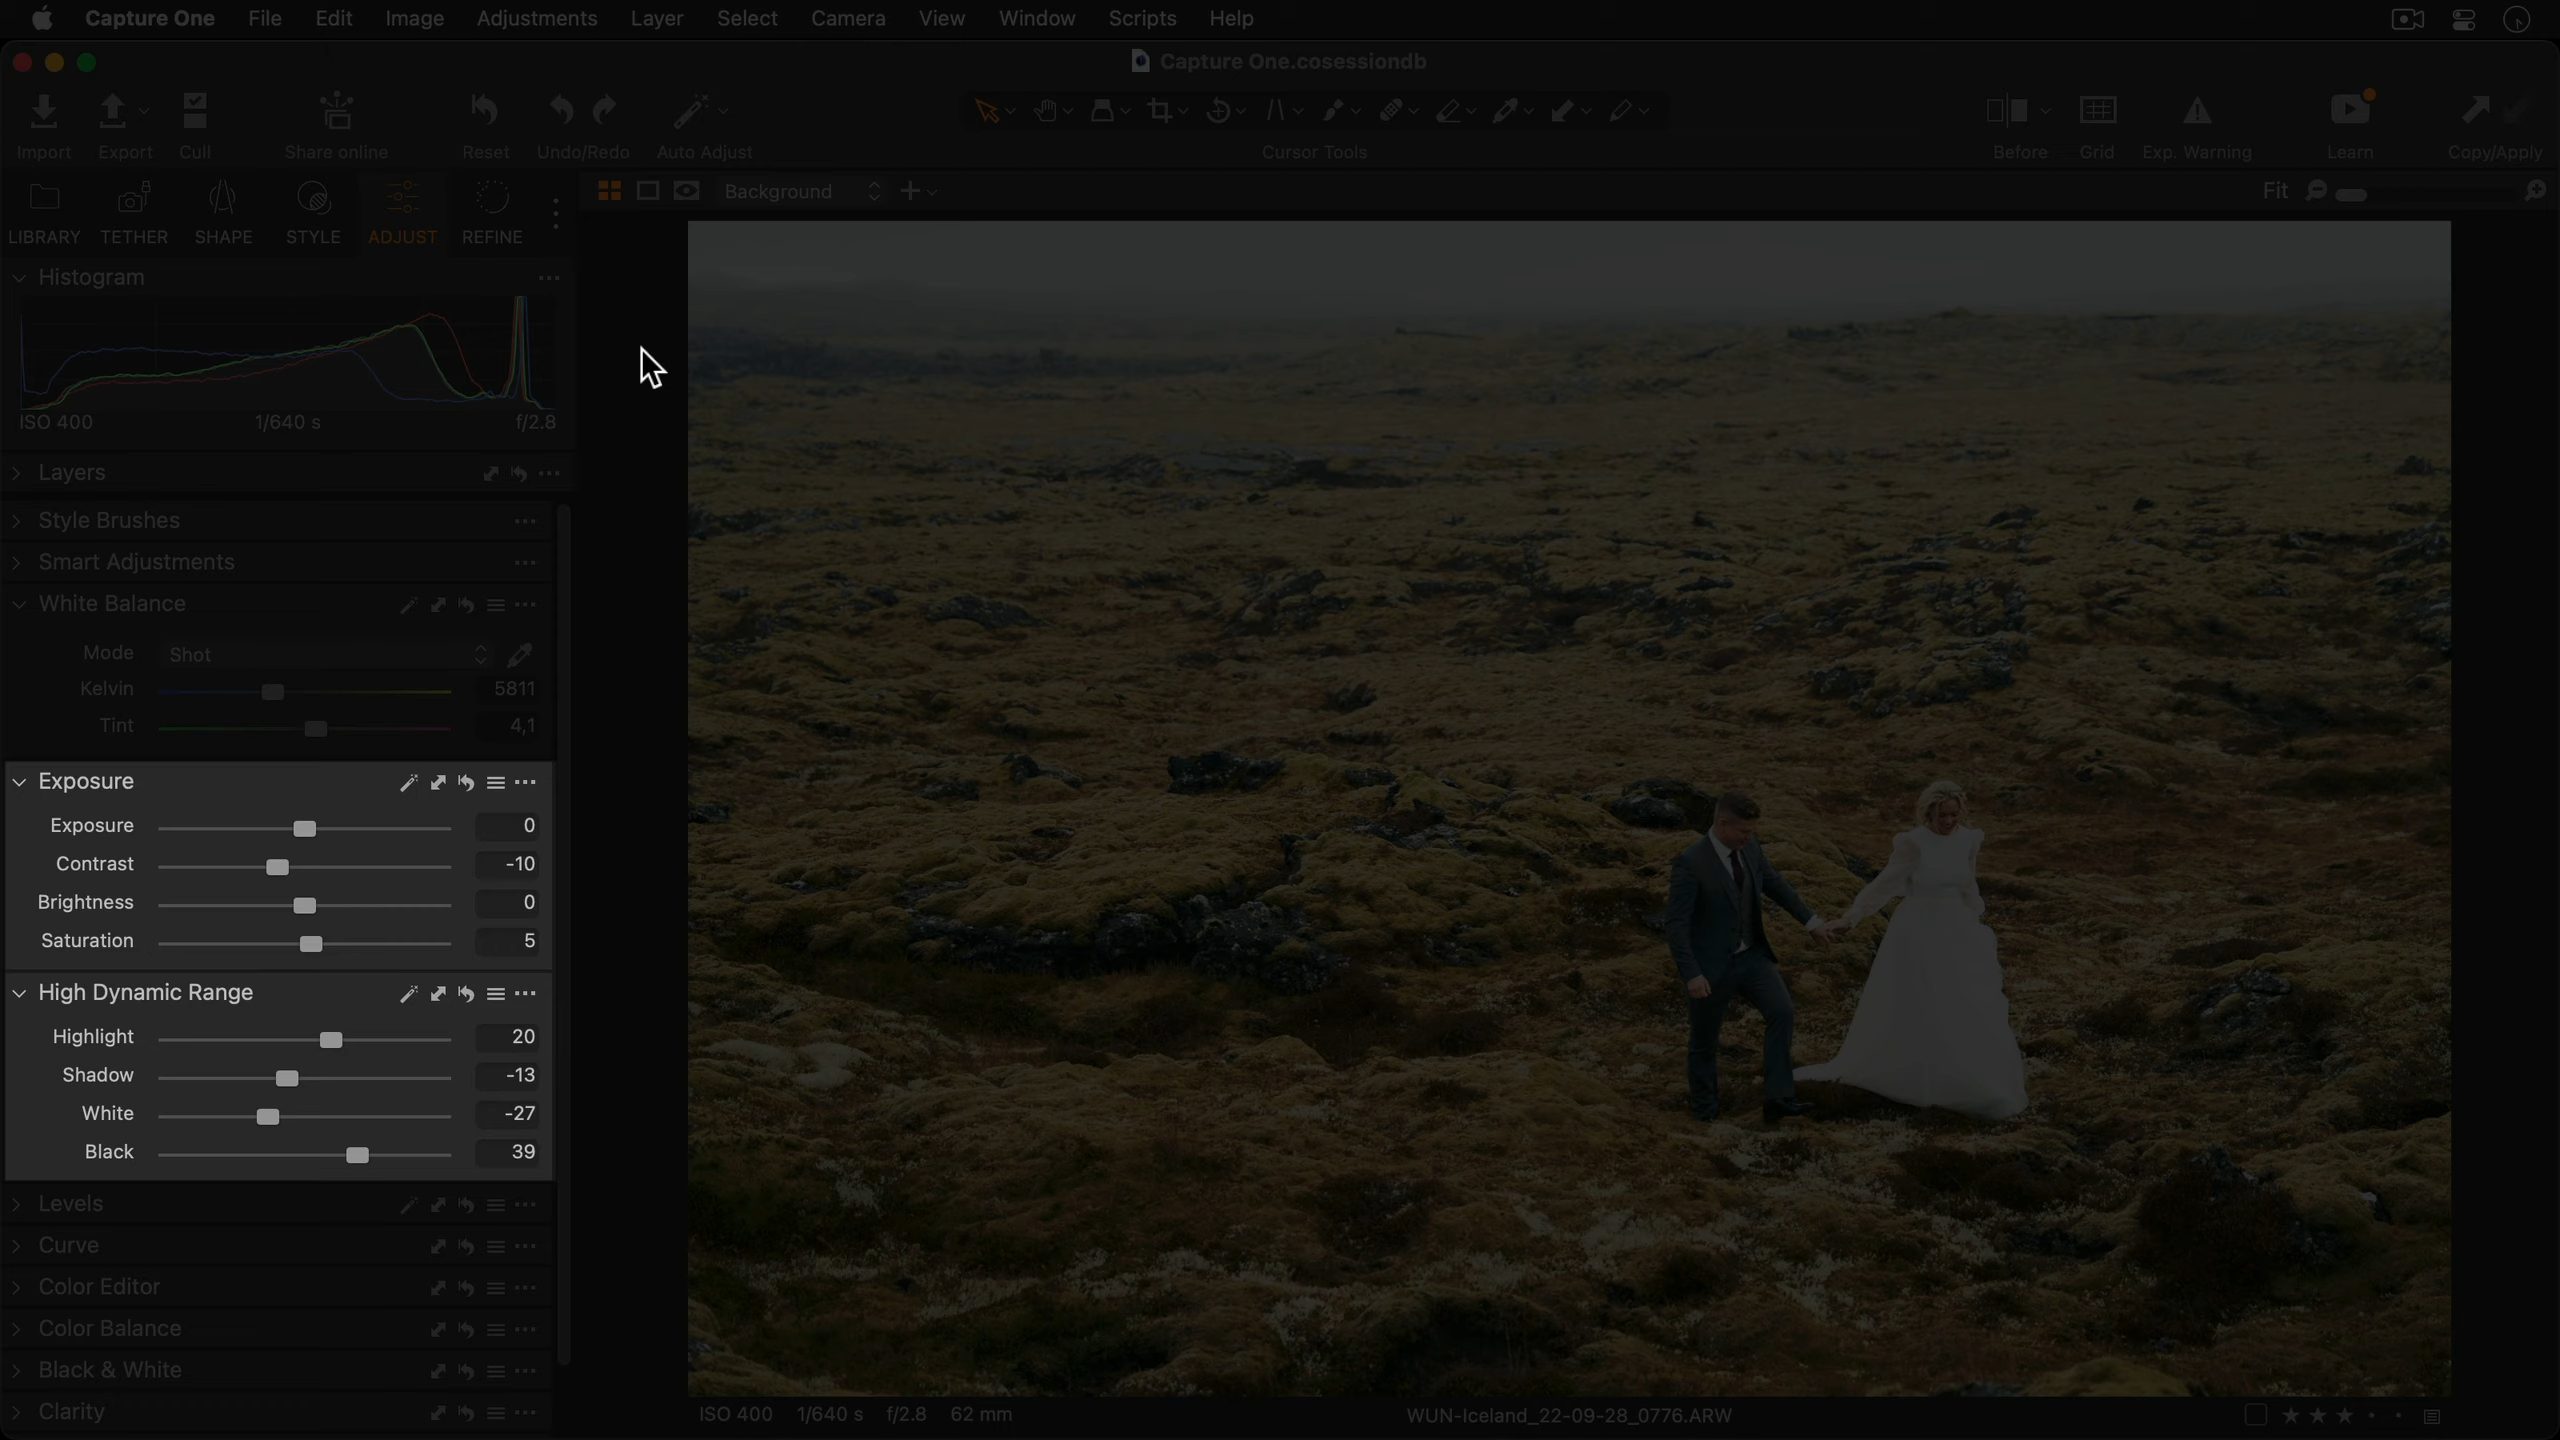 Capture One File Edit Image Adjustments Layer Select Camera View Window Scripts Help
Capture One.cosessiondb
Import Export Cull Share online Reset Undo/Redo Auto Adjust Cursor Tools Before Grid Exp. Warning Learn Copy/Apply
LIBRARY TETHER SHAPE STYLE ADJUST REFINE
Background
Fit
Histogram
ISO 400 1/640 s f/2.8
Layers
Style Brushes
Smart Adjustments
White Balance
Mode Shot
Kelvin 5811
Tint 4,1
Exposure
Exposure 0
Contrast -10
Brightness 0
Saturation 5
High Dynamic Range
Highlight 20
Shadow -13
White -27
Black 39
Levels
Curve
Color Editor
Color Balance
Black & White
Clarity
ISO 400 1/640 s f/2.8 62 mm
WUN-Iceland_22-09-28_0776.ARW